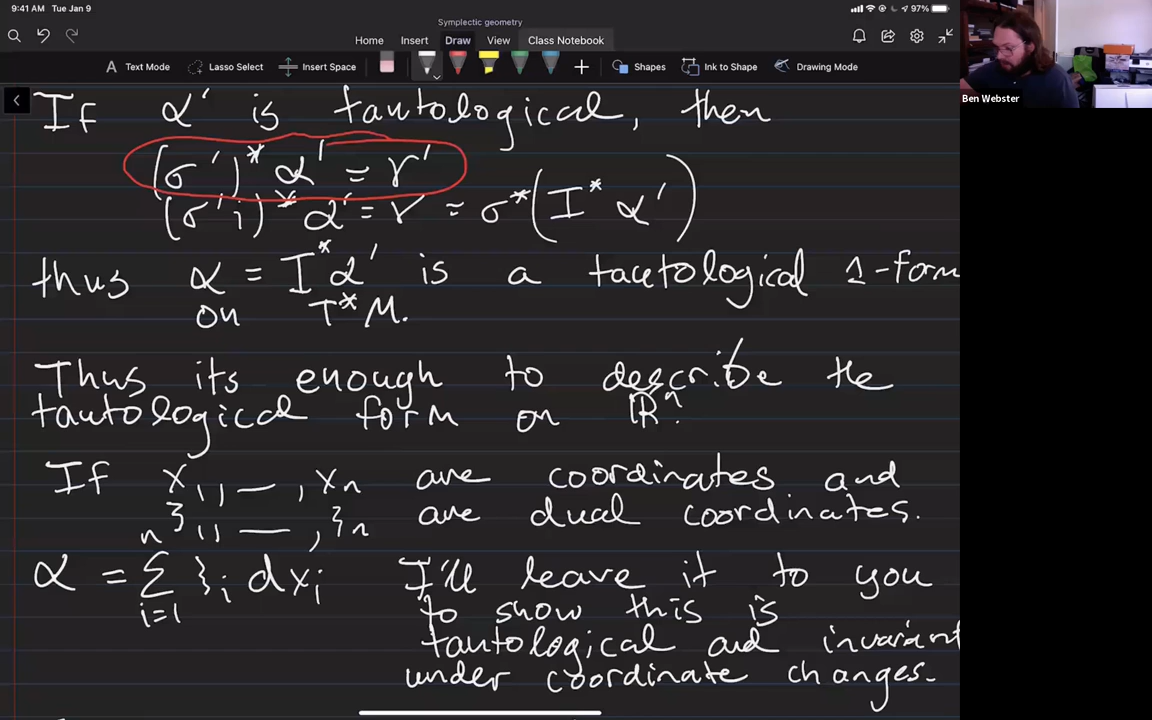 9:41 AM Tue Jan 9
97%
Symplectic geometry
Home Insert Draw View Class Notebook
Text Mode Lasso Select Insert Space Shapes Ink to Shape Drawing Mode
Ben Webster
If α' is tautological, then
(σ')* α' = γ'
(σ'i)* α' = γ = σ*(I* α')
thus α = I* α' is a tautological 1-form
on T*M.
Thus its enough to describe the
tautological form on ℝⁿ.
If x₁, —, xₙ are coordinates and
ξ₁, —, ξₙ are dual coordinates.
α = Σⁿᵢ₌₁ ξᵢ dxᵢ I'll leave it to you
to show this is
tautological and invariant
under coordinate changes.